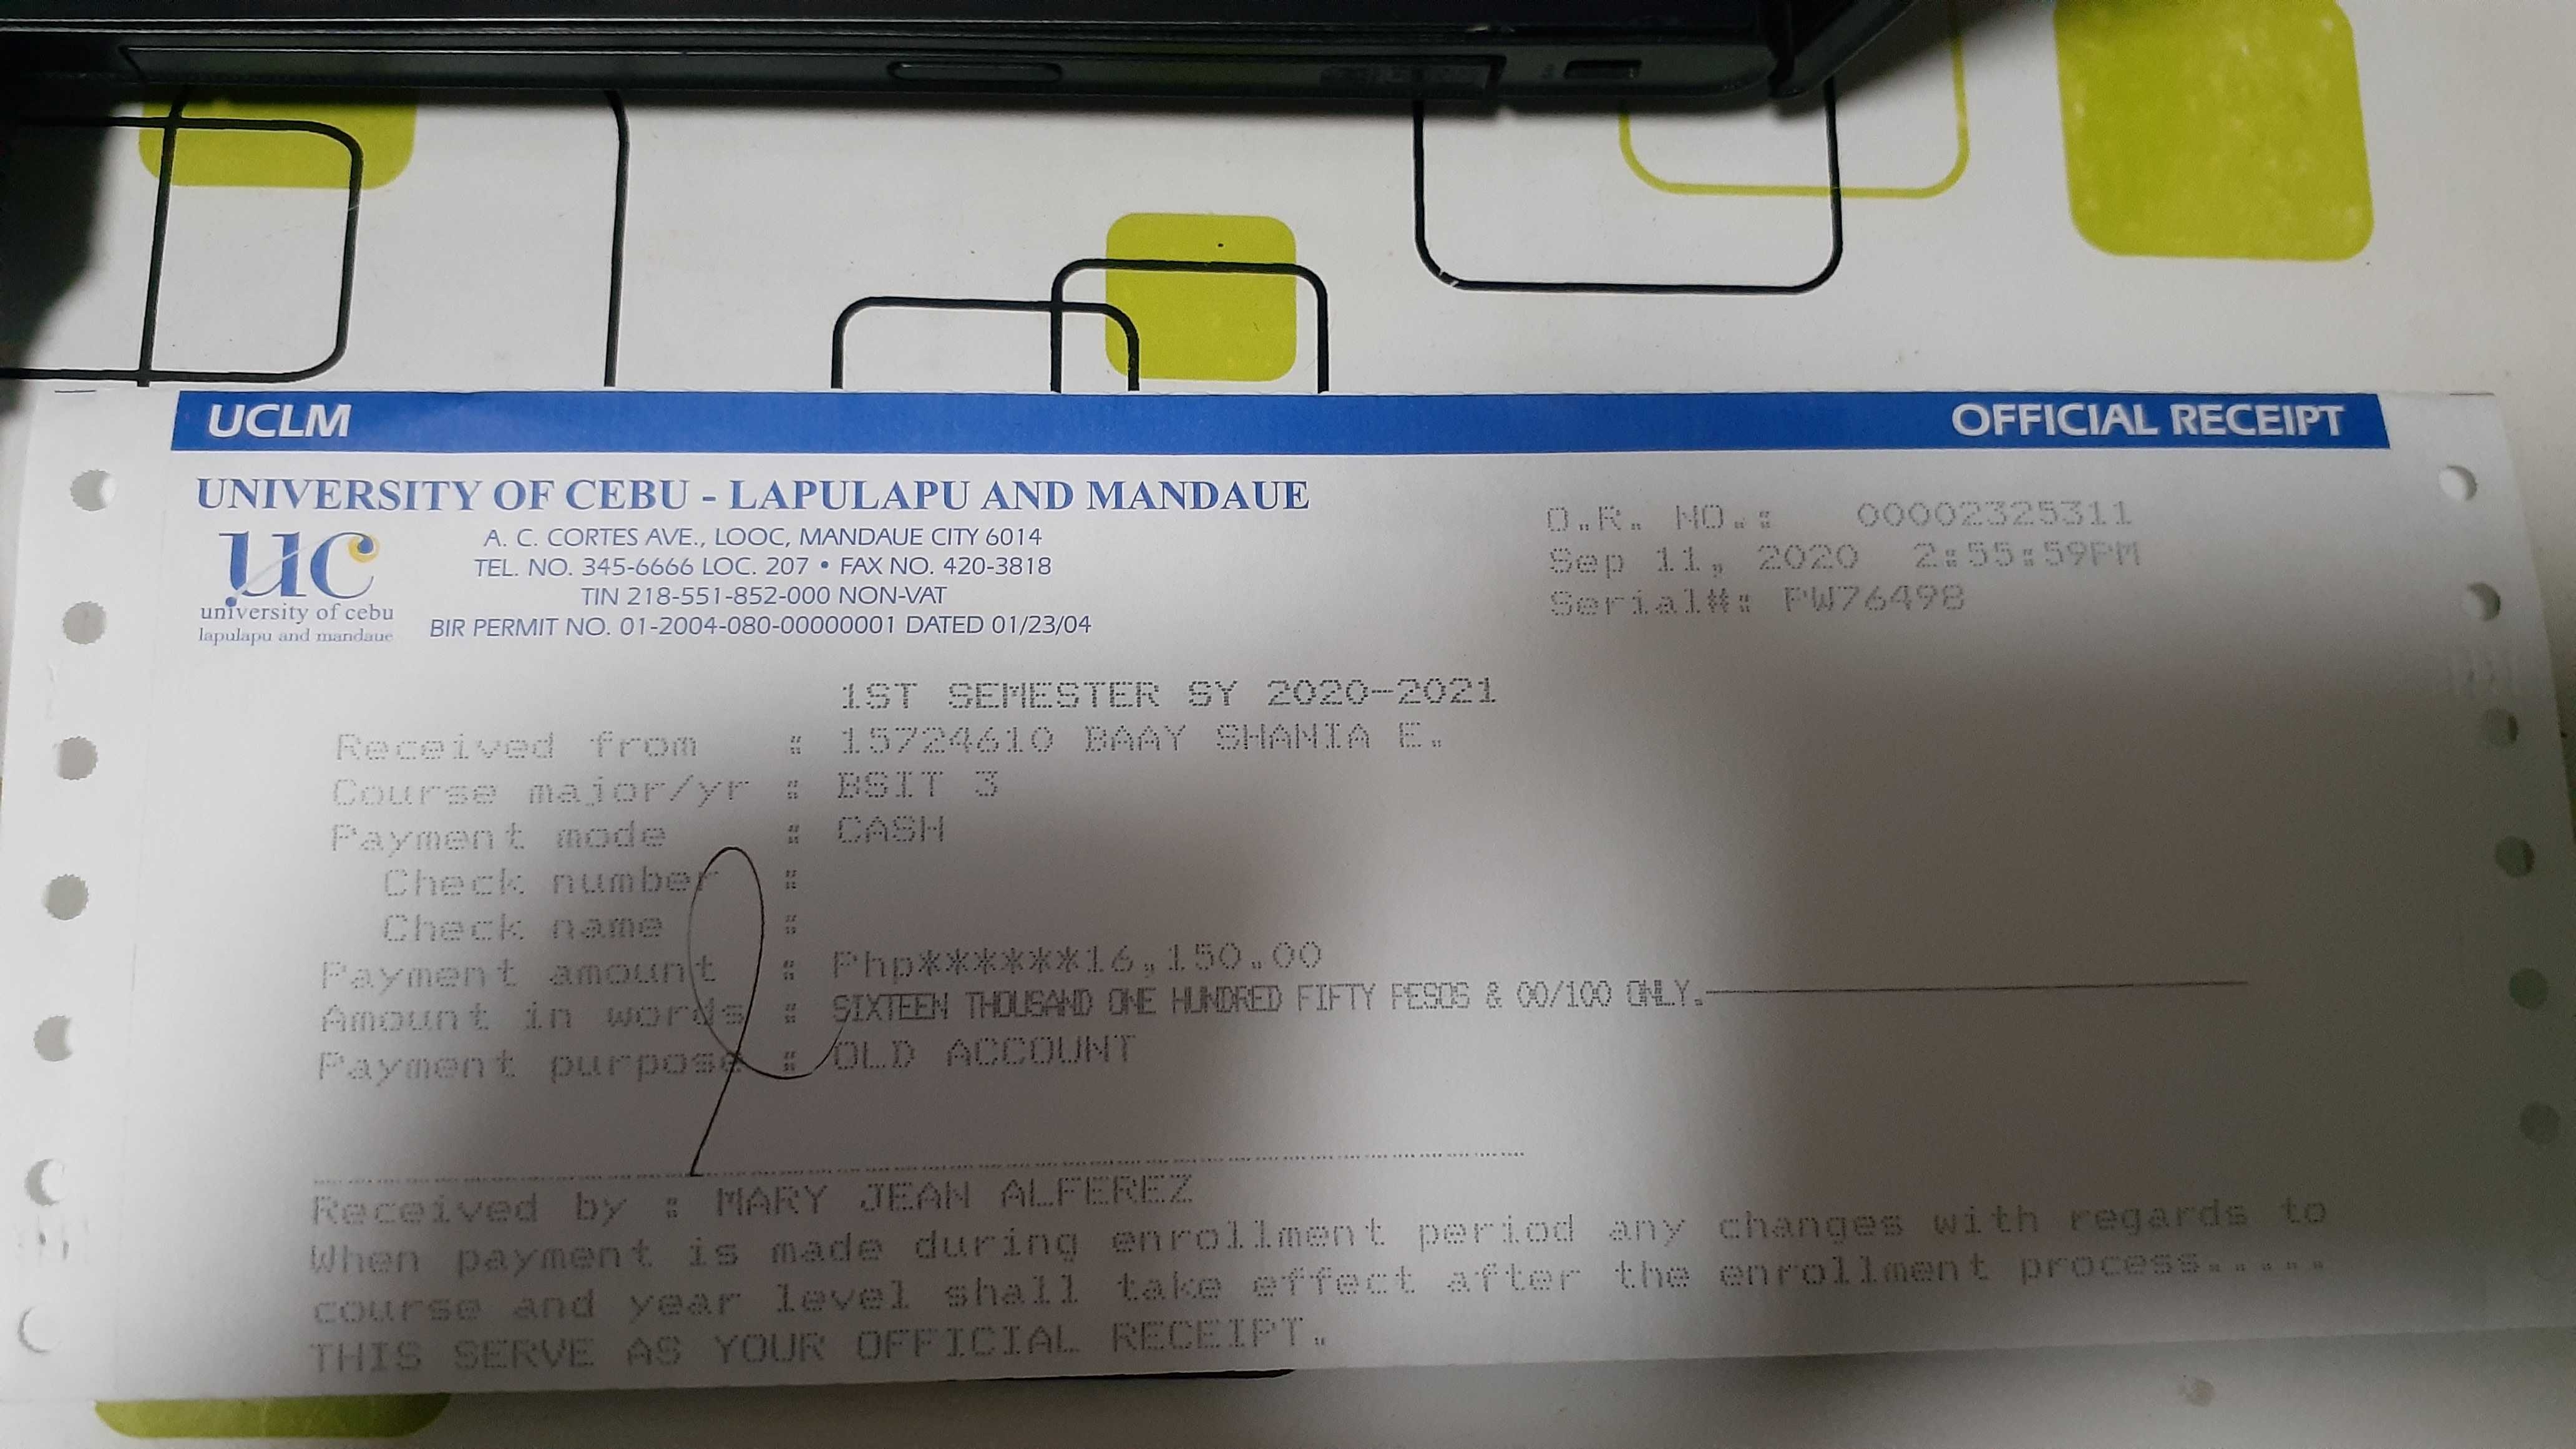 UCLM
OFFICIAL RECEIPT
UNIVERSITY OF CEBU - LAPULAPU AND MANDAUE
uc
university of cebu
lapulapu and mandaue
A. C. CORTES AVE., LOOC, MANDAUE CITY 6014
TEL. NO. 345-6666 LOC. 207 • FAX NO. 420-3818
TIN 218-551-852-000 NON-VAT
BIR PERMIT NO. 01-2004-080-00000001 DATED 01/23/04
O.R. NO.: 00002325311
Sep 11, 2020 2:55:59PM
Serial#: PW76498
1ST SEMESTER SY 2020-2021
Received from : 15724610 BAAY SHANIA E.
Course major/yr : BSIT 3
Payment mode : CASH
Check number :
Check name :
Payment amount : Php******16,150.00
Amount in words : SIXTEEN THOUSAND ONE HUNDRED FIFTY PESOS & 00/100 ONLY.
Payment purpose : OLD ACCOUNT
Received by : MARY JEAN ALFEREZ
When payment is made during enrollment period any changes with regards to
course and year level shall take effect after the enrollment process.....
THIS SERVE AS YOUR OFFICIAL RECEIPT.